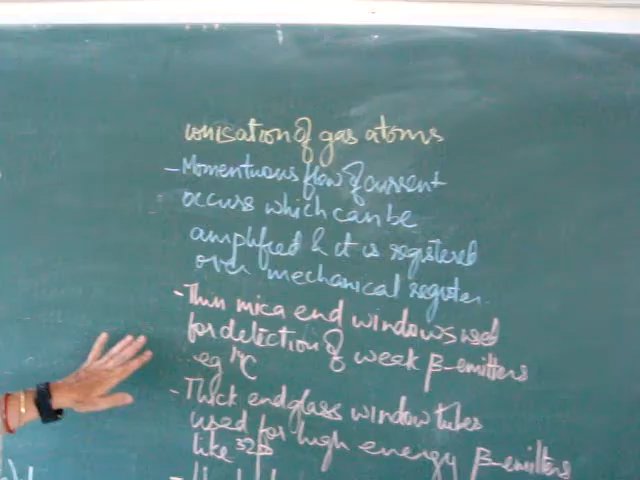 ionisation of gas atoms
- Momentuous flow of current
occurs which can be
amplified & it is registered
over mechanical register.
- Thin mica end windows used
for detection of weak β-emitters
eg ¹⁴C
- Thick end glass window tubes
used for high energy β-emitters
like ³²P